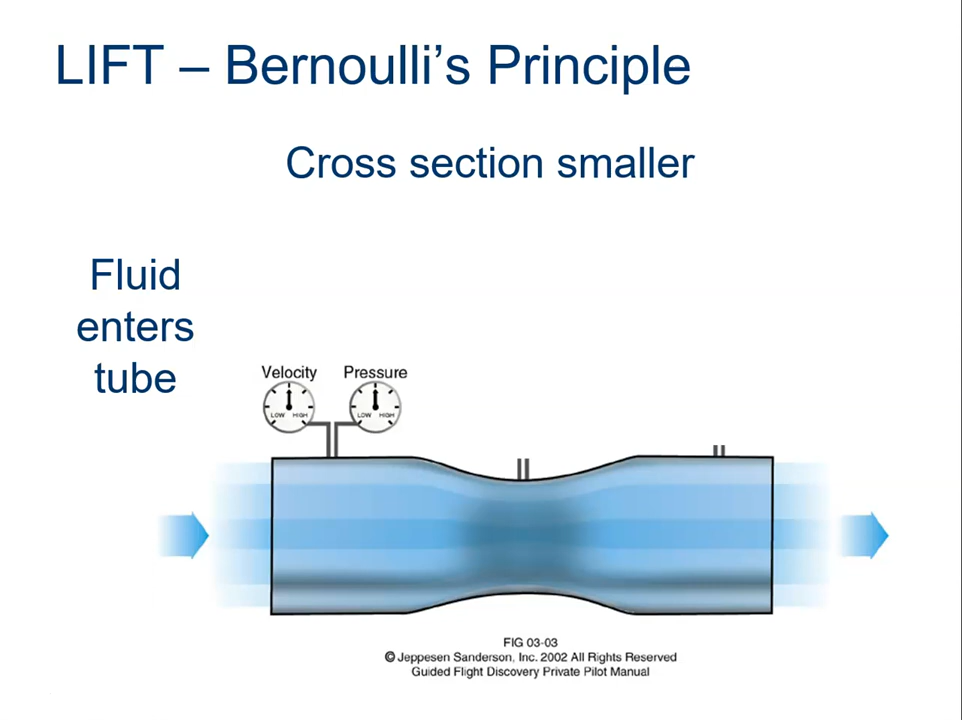 LIFT – Bernoulli's Principle
Cross section smaller
Fluid
enters
tube
Velocity Pressure
LOW HIGH LOW HIGH
FIG 03-03
© Jeppesen Sanderson, Inc. 2002 All Rights Reserved
Guided Flight Discovery Private Pilot Manual